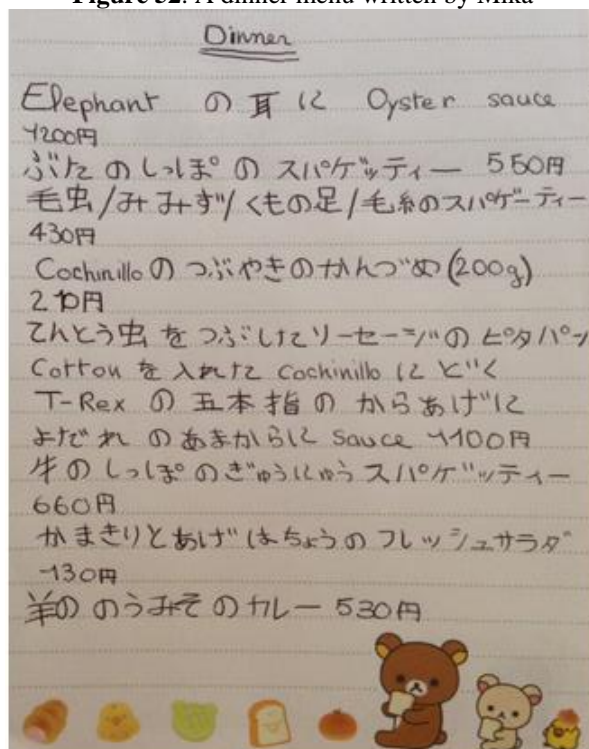 Figure 32. A dinner menu written by Mika
Dinner
Elephant の 耳 に Oyster sauce
1200円
ぶたのしっぽの スパゲッティー 550円
毛虫/みみず/くもの足/毛糸のスパゲーティー
430円
Cochinilloの つぶやきのかんづめ(200g)
210円
てんとう虫 を つぶしたソーセージの ピタパン
Cotton を 入れた Cochinillo に どく
T-Rex の 五本指の からあげに
よだれ のあまからに Sauce 1100円
牛の しっぽのぎゅうにゅう スパゲッティー
660円
かまきりとあげはちょうの フレッシュサラダ
130円
羊の のうみそのカレー 530円